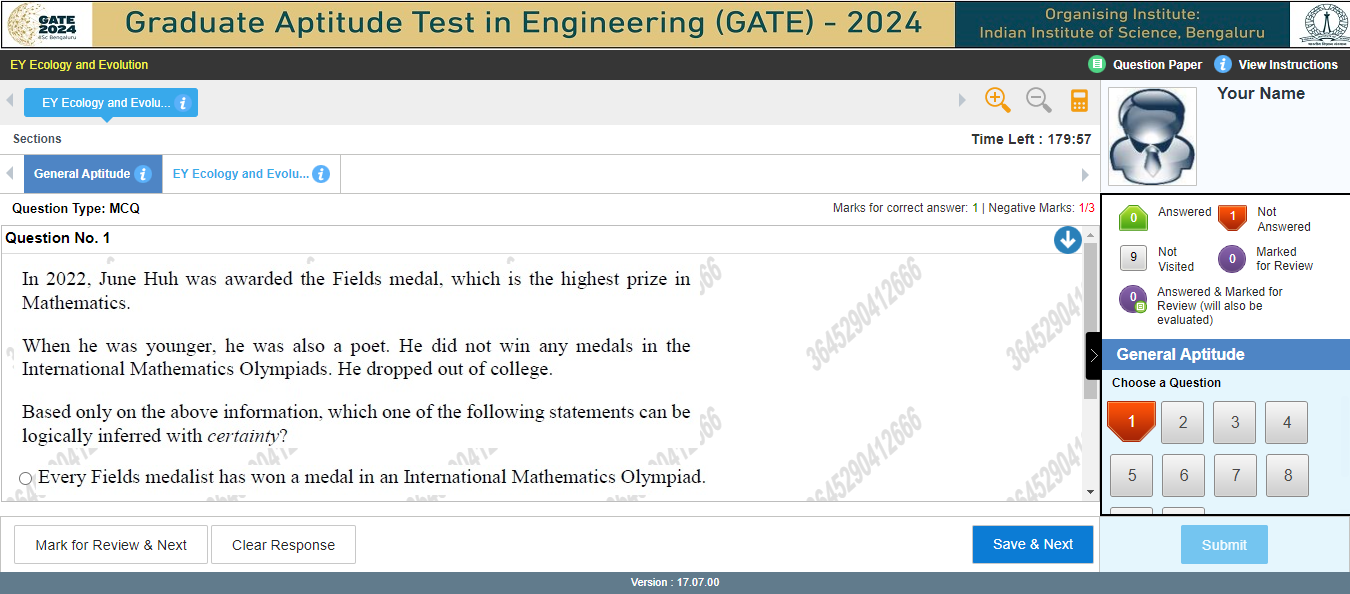 GATE
2024
IISc Bengaluru
Graduate Aptitude Test in Engineering (GATE) - 2024
Organising Institute:
Indian Institute of Science, Bengaluru
EY Ecology and Evolution
Question Paper
View Instructions
EY Ecology and Evolu...
Your Name
Sections
Time Left : 179:57
General Aptitude
EY Ecology and Evolu...
Question Type: MCQ
Marks for correct answer: 1 | Negative Marks: 1/3
Question No. 1
In 2022, June Huh was awarded the Fields medal, which is the highest prize in
Mathematics.
When he was younger, he was also a poet. He did not win any medals in the
International Mathematics Olympiads. He dropped out of college.
Based only on the above information, which one of the following statements can be
logically inferred with certainty?
Every Fields medalist has won a medal in an International Mathematics Olympiad.
3645290412666
3645290412666
0 Answered
1 Not
Answered
9 Not
Visited
0 Marked
for Review
0 Answered & Marked for
Review (will also be
evaluated)
General Aptitude
Choose a Question
1 2 3 4
5 6 7 8
Mark for Review & Next
Clear Response
Save & Next
Submit
Version : 17.07.00